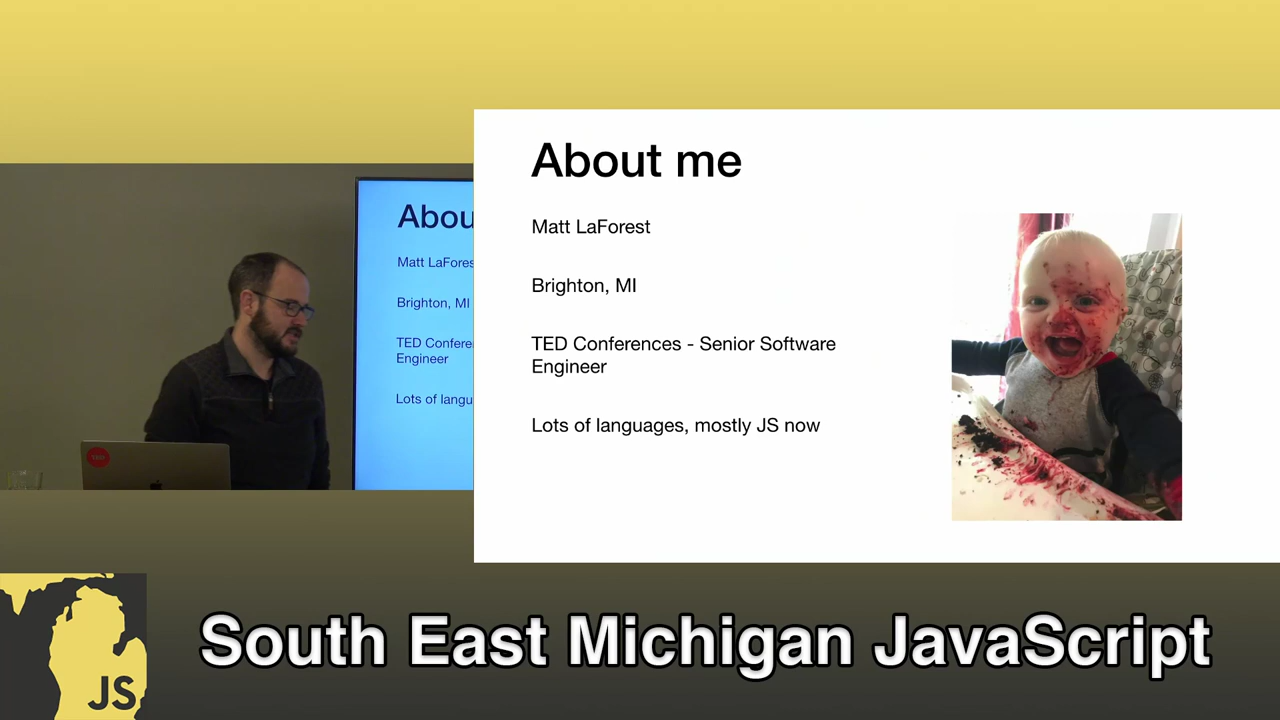 About me
Matt LaForest
Brighton, MI
TED Conferences - Senior Software
Engineer
Lots of languages, mostly JS now
Abou
Matt LaFores
Brighton, MI
TED Confere
Engineer
Lots of langu
JS
South East Michigan JavaScript